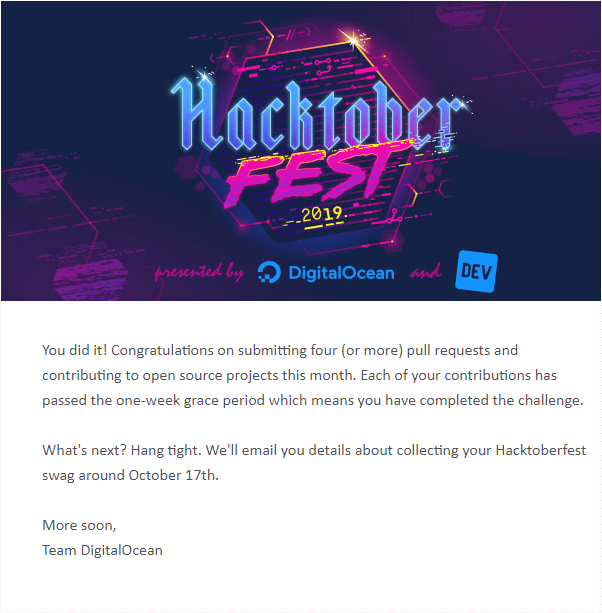 Hacktober
FEST
2019.
presented by DigitalOcean and DEV
You did it! Congratulations on submitting four (or more) pull requests and
contributing to open source projects this month. Each of your contributions has
passed the one-week grace period which means you have completed the challenge.
What's next? Hang tight. We'll email you details about collecting your Hacktoberfest
swag around October 17th.
More soon,
Team DigitalOcean